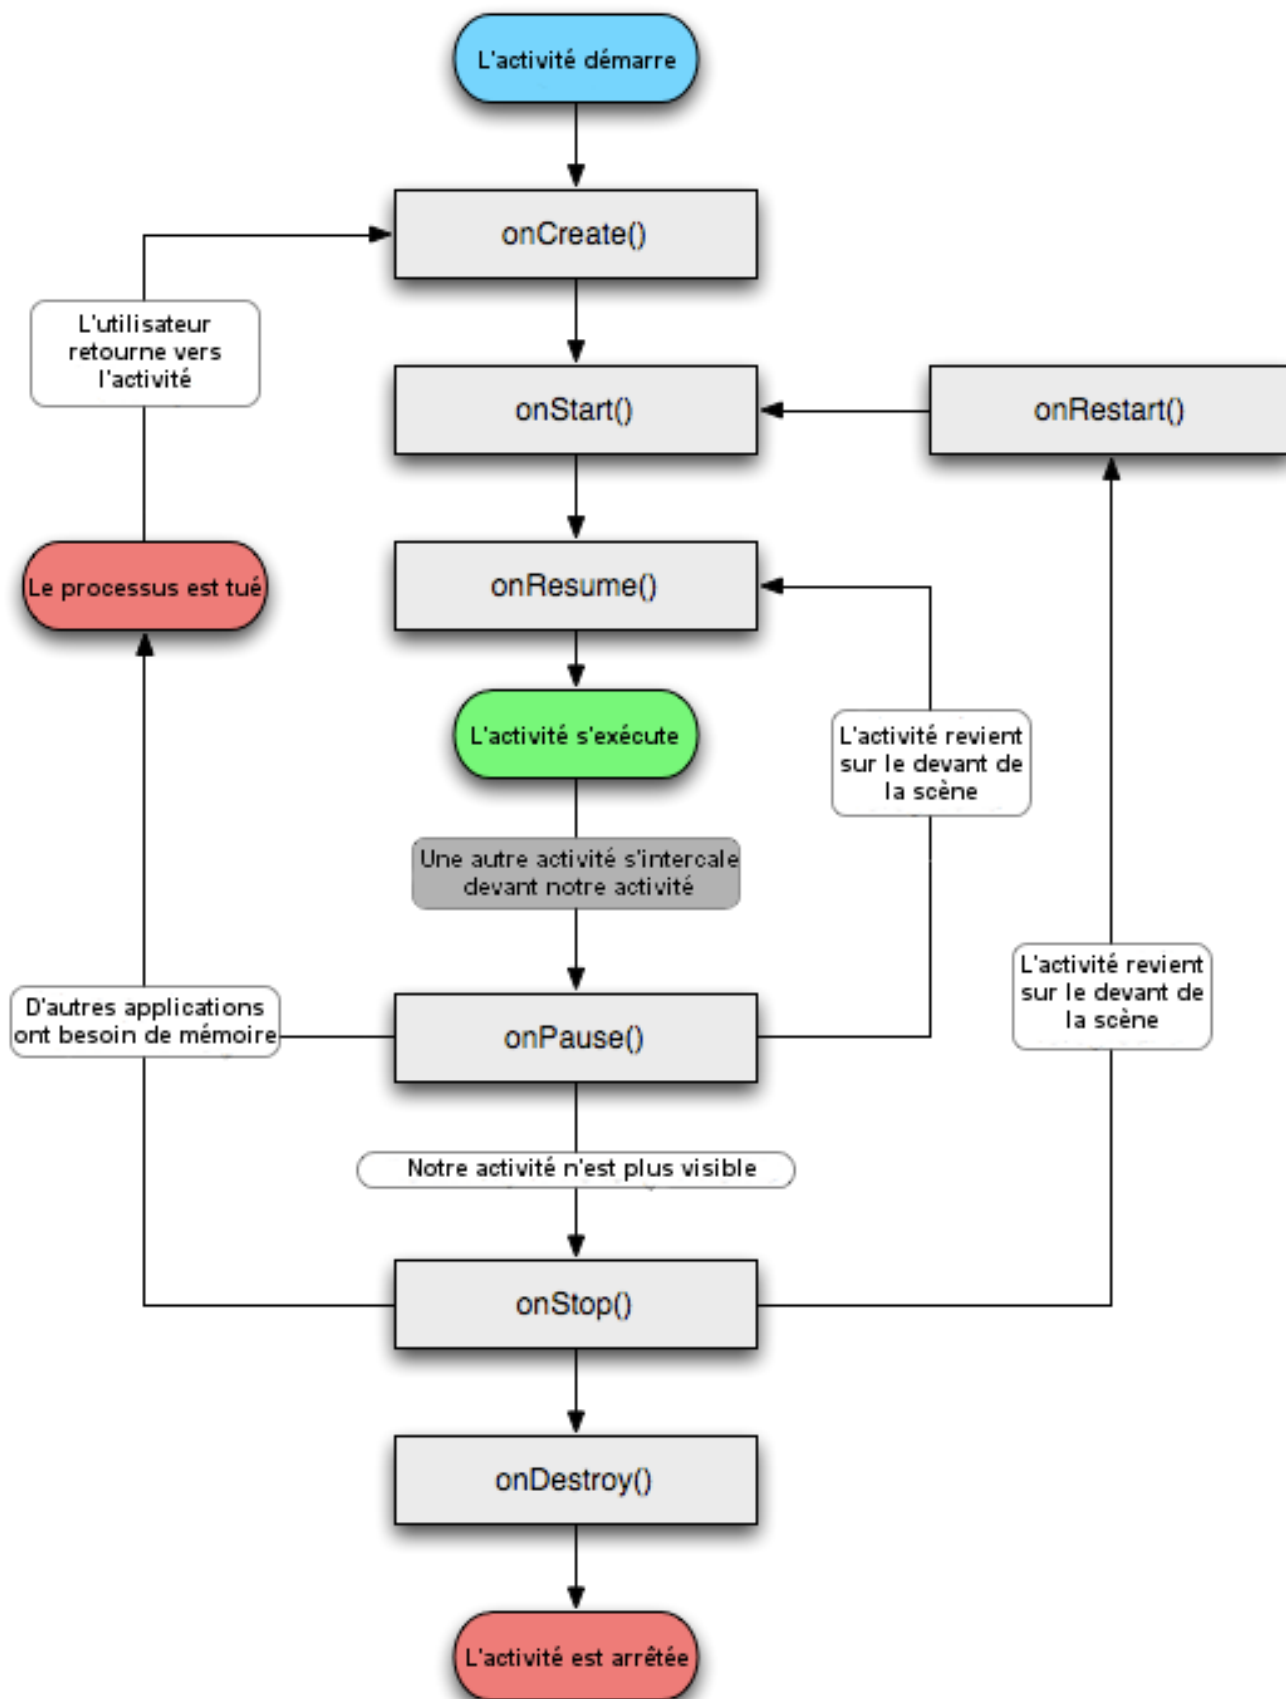 L'activité démarre
onCreate()
L'utilisateur
retourne vers
l'activité
onStart()
onRestart()
Le processus est tué
onResume()
L'activité s'exécute
L'activité revient
sur le devant de
la scène
Une autre activité s'intercale
devant notre activité
L'activité revient
sur le devant de
la scène
D'autres applications
ont besoin de mémoire
onPause()
Notre activité n'est plus visible
onStop()
onDestroy()
L'activité est arrêtée